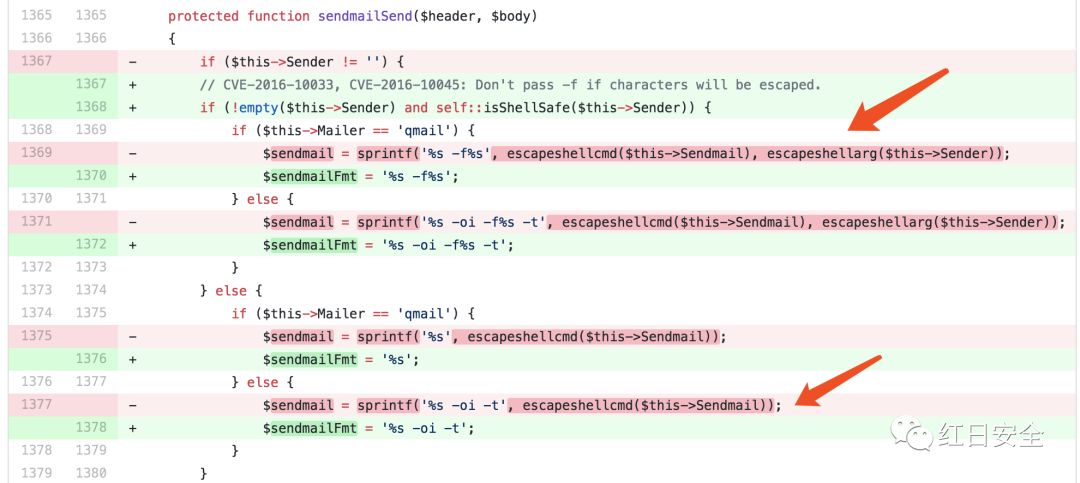 1365 1365 protected function sendmailSend($header, $body)
1366 1366 {
1367 - if ($this->Sender != '') {
1367 + // CVE-2016-10033, CVE-2016-10045: Don't pass -f if characters will be escaped.
1368 + if (!empty($this->Sender) and self::isShellSafe($this->Sender)) {
1368 1369 if ($this->Mailer == 'qmail') {
1369 - $sendmail = sprintf('%s -f%s', escapeshellcmd($this->Sendmail), escapeshellarg($this->Sender));
1370 + $sendmailFmt = '%s -f%s';
1370 1371 } else {
1371 - $sendmail = sprintf('%s -oi -f%s -t', escapeshellcmd($this->Sendmail), escapeshellarg($this->Sender));
1372 + $sendmailFmt = '%s -oi -f%s -t';
1372 1373 }
1373 1374 } else {
1374 1375 if ($this->Mailer == 'qmail') {
1375 - $sendmail = sprintf('%s', escapeshellcmd($this->Sendmail));
1376 + $sendmailFmt = '%s';
1376 1377 } else {
1377 - $sendmail = sprintf('%s -oi -t', escapeshellcmd($this->Sendmail));
1378 + $sendmailFmt = '%s -oi -t';
1378 1379 }
1379 1380 }
红日安全